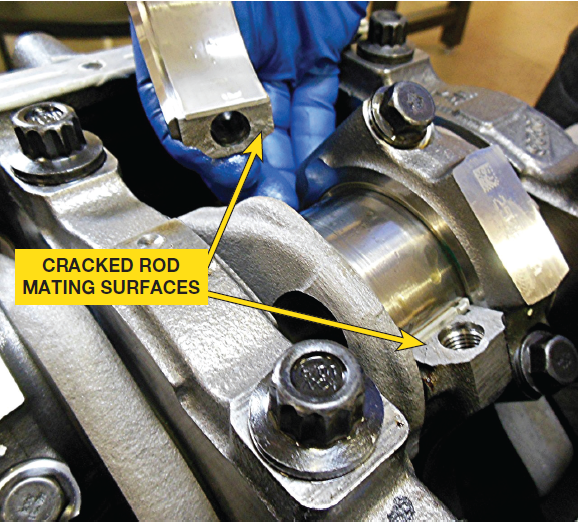 CRACKED ROD
MATING SURFACES